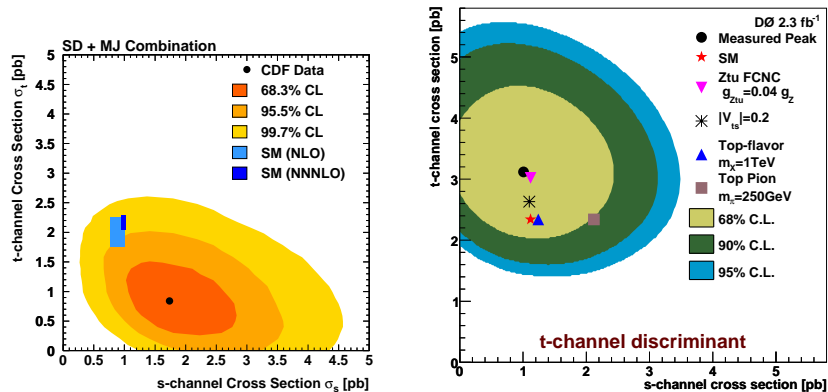 SD + MJ Combination
t-channel Cross Section σt [pb]
5
4.5
4
3.5
3
2.5
2
1.5
1
0.5
0
CDF Data
68.3% CL
95.5% CL
99.7% CL
SM (NLO)
SM (NNNLO)
0 0.5 1 1.5 2 2.5 3 3.5 4 4.5 5
s-channel Cross Section σs [pb]
t-channel cross section [pb]
6
5
4
3
2
1
0
DØ 2.3 fb-1
Measured Peak
SM
Ztu FCNC
gZtu=0.04 gZ
|Vts|=0.2
Top-flavor
mX=1TeV
Top Pion
mπ=250GeV
68% C.L.
90% C.L.
95% C.L.
t-channel discriminant
0 1 2 3 4 5
s-channel cross section [pb]